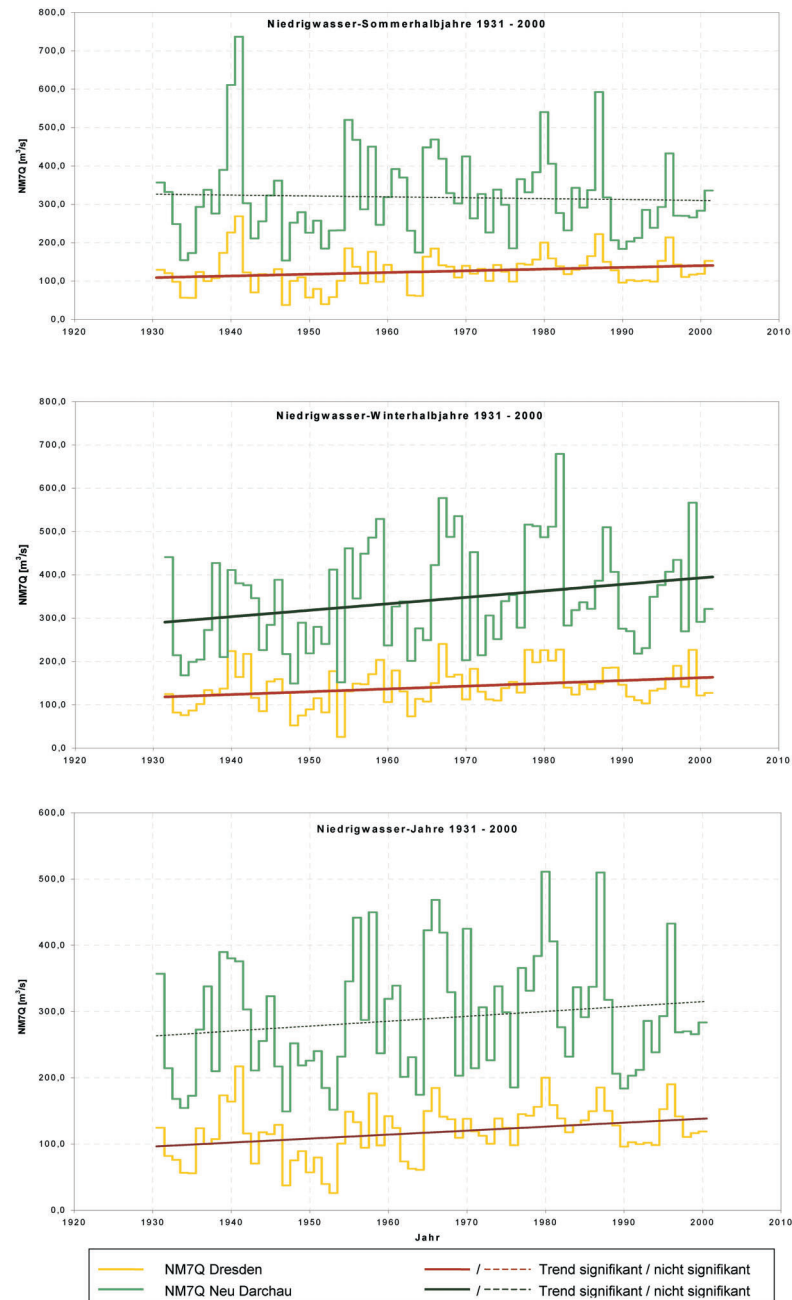 Niedrigwasser-Sommerhalbjahre 1931 - 2000
NM7Q [m³/s]
800,0
700,0
600,0
500,0
400,0
300,0
200,0
100,0
0,0
1920 1930 1940 1950 1960 1970 1980 1990 2000 2010
Niedrigwasser-Winterhalbjahre 1931 - 2000
NM7Q [m³/s]
800,0
700,0
600,0
500,0
400,0
300,0
200,0
100,0
0,0
1920 1930 1940 1950 1960 1970 1980 1990 2000 2010
Niedrigwasser-Jahre 1931 - 2000
NM7Q [m³/s]
600,0
500,0
400,0
300,0
200,0
100,0
0,0
1920 1930 1940 1950 1960 1970 1980 1990 2000 2010
Jahr
NM7Q Dresden / Trend signifikant / nicht signifikant
NM7Q Neu Darchau / Trend signifikant / nicht signifikant